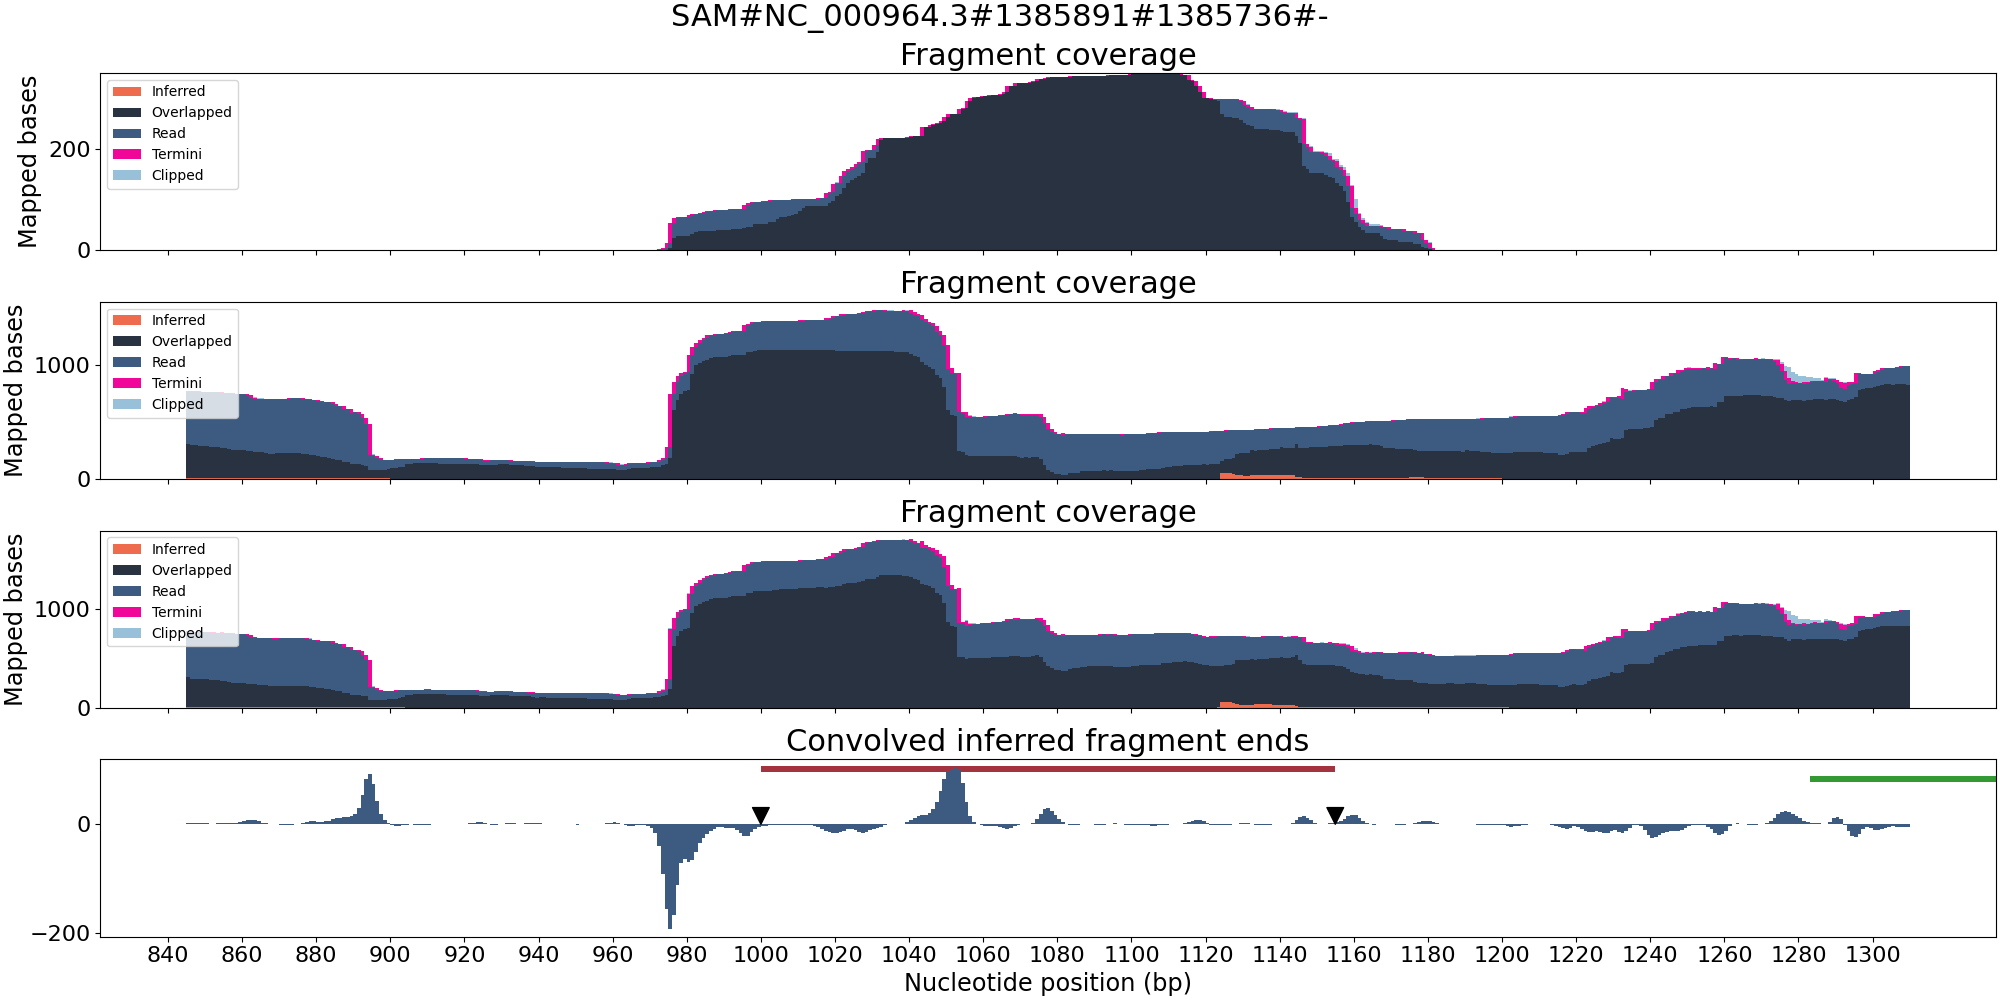 SAM#NC_000964.3#1385891#1385736#-
Fragment coverage
Mapped bases
200
0
Inferred
Overlapped
Read
Termini
Clipped
Fragment coverage
Mapped bases
1000
0
Inferred
Overlapped
Read
Termini
Clipped
Fragment coverage
Mapped bases
1000
0
Inferred
Overlapped
Read
Termini
Clipped
Convolved inferred fragment ends
0
−200
840 860 880 900 920 940 960 980 1000 1020 1040 1060 1080 1100 1120 1140 1160 1180 1200 1220 1240 1260 1280 1300
Nucleotide position (bp)